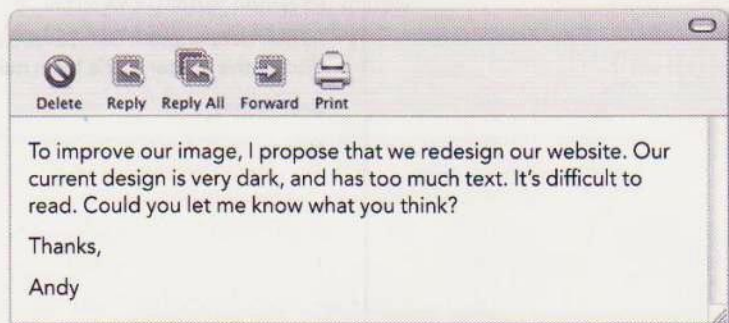 Delete Reply Reply All Forward Print
To improve our image, I propose that we redesign our website. Our
current design is very dark, and has too much text. It's difficult to
read. Could you let me know what you think?
Thanks,
Andy